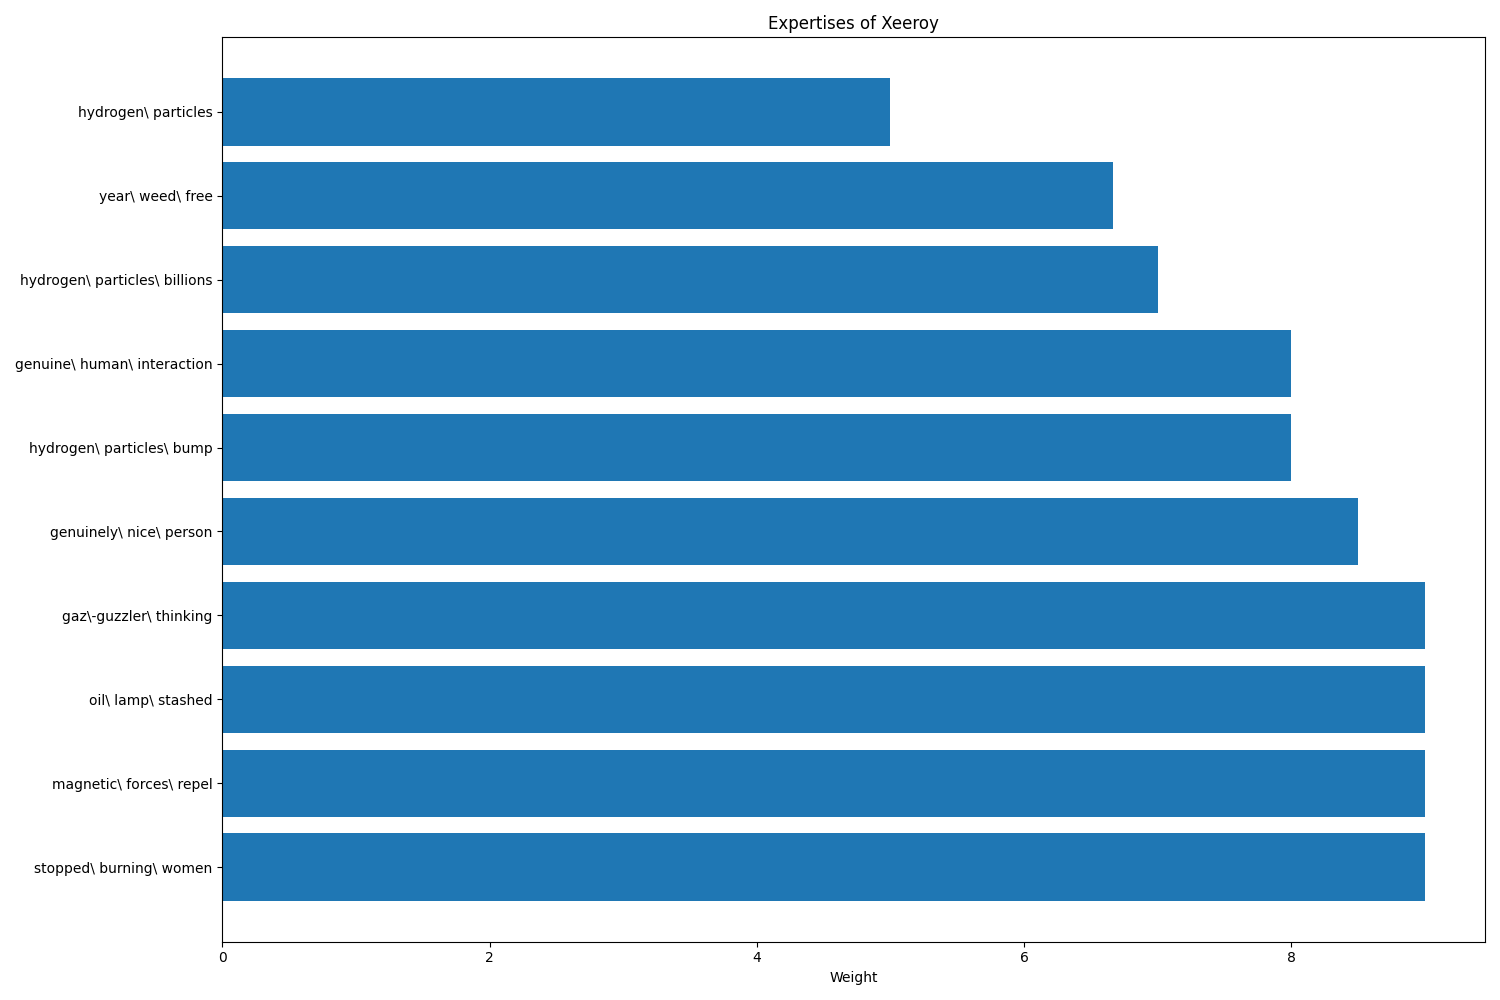 Expertises of Xeeroy
hydrogen\ particles
year\ weed\ free
hydrogen\ particles\ billions
genuine\ human\ interaction
hydrogen\ particles\ bump
genuinely\ nice\ person
gaz\-guzzler\ thinking
oil\ lamp\ stashed
magnetic\ forces\ repel
stopped\ burning\ women
0 2 4 6 8
Weight